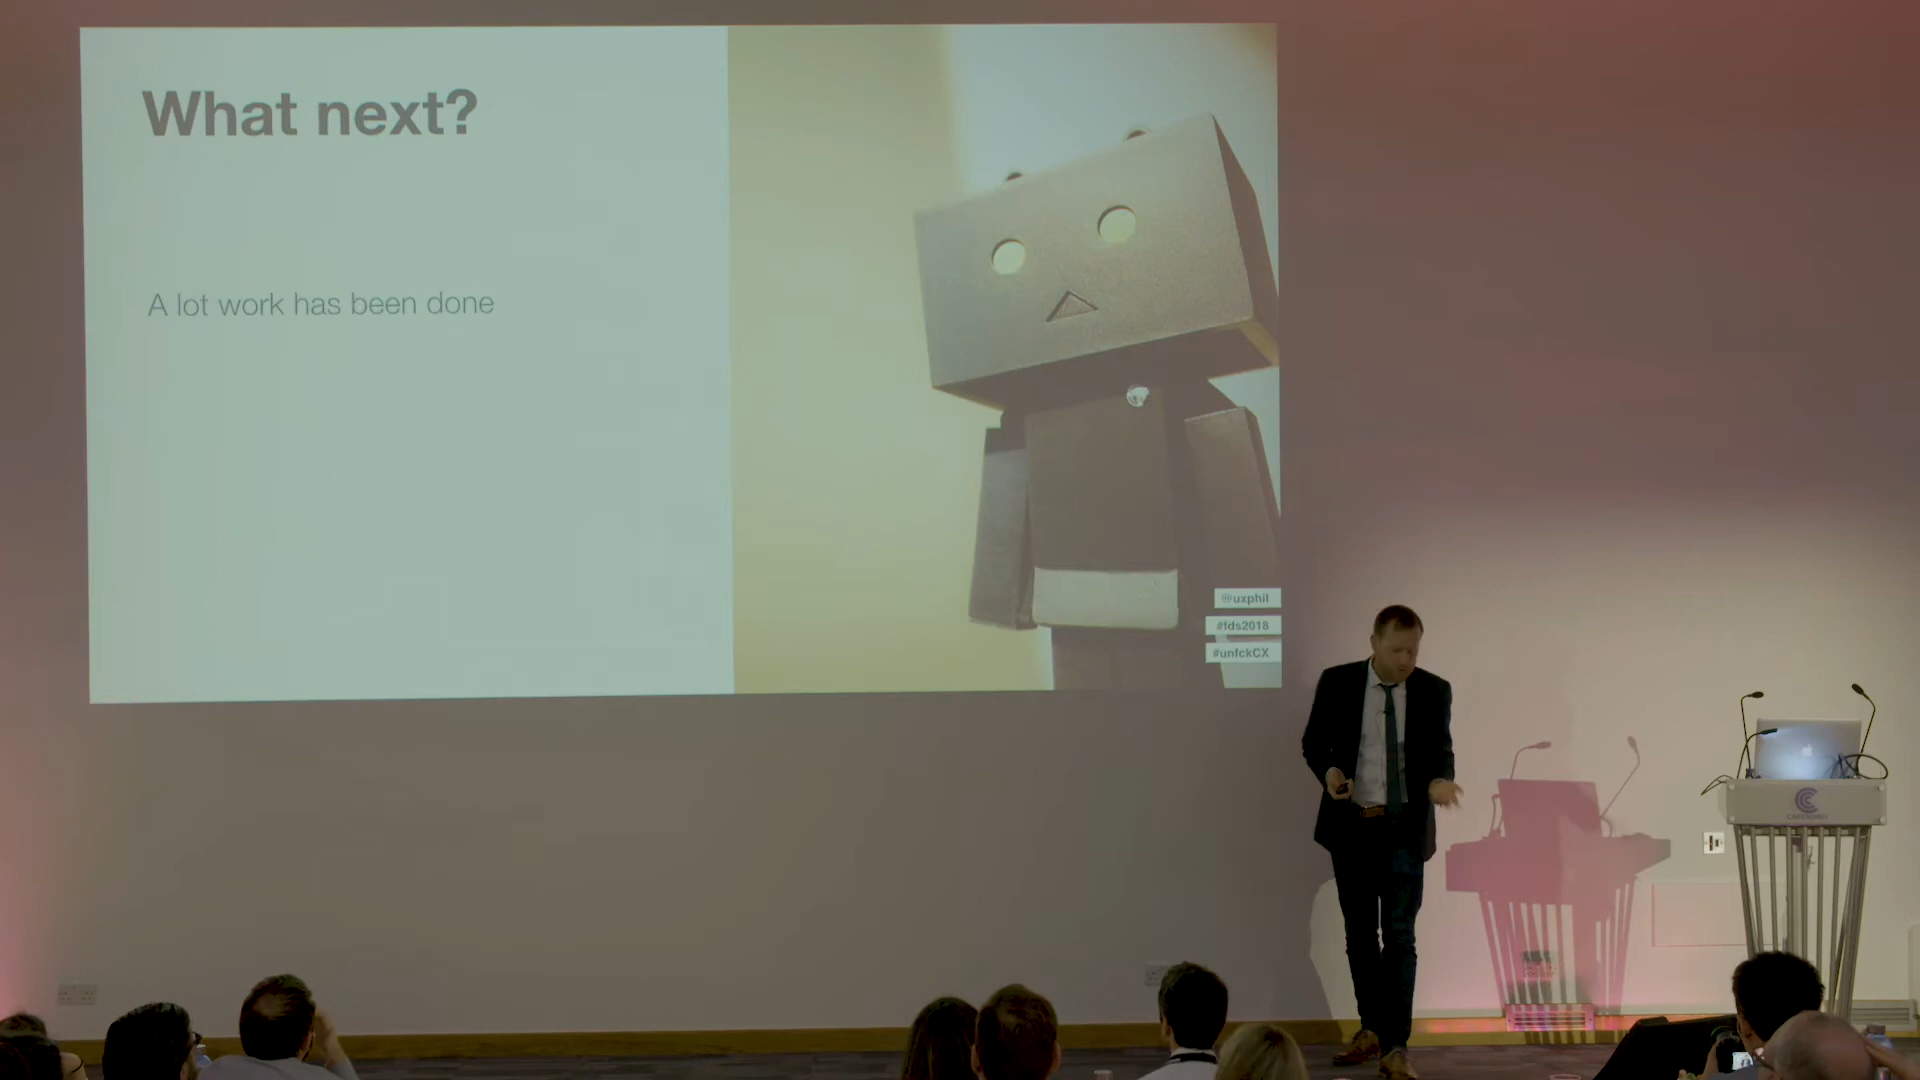 What next?
A lot work has been done
@uxphil
#fds2018
#unfckCX